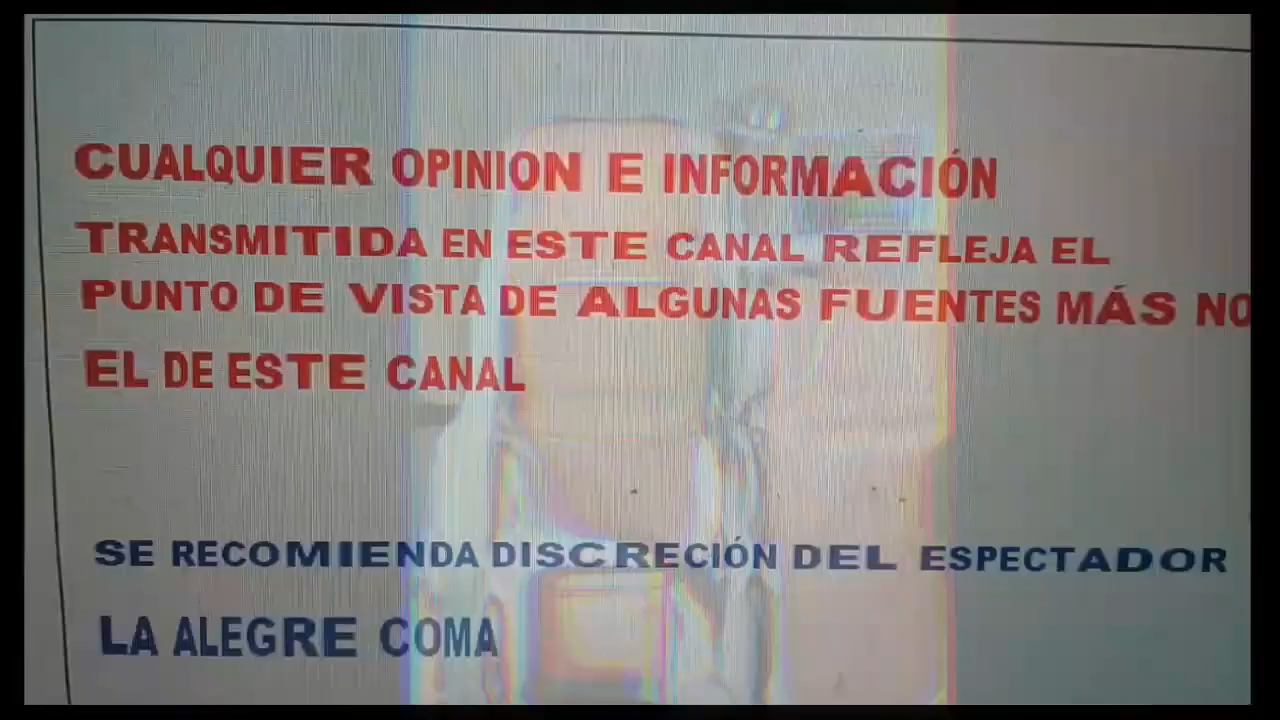 CUALQUIER OPINION E INFORMACIÓN
TRANSMITIDA EN ESTE CANAL REFLEJA EL
PUNTO DE VISTA DE ALGUNAS FUENTES MÁS NO
EL DE ESTE CANAL
SE RECOMIENDA DISCRECIÓN DEL ESPECTADOR
LA ALEGRE COMA